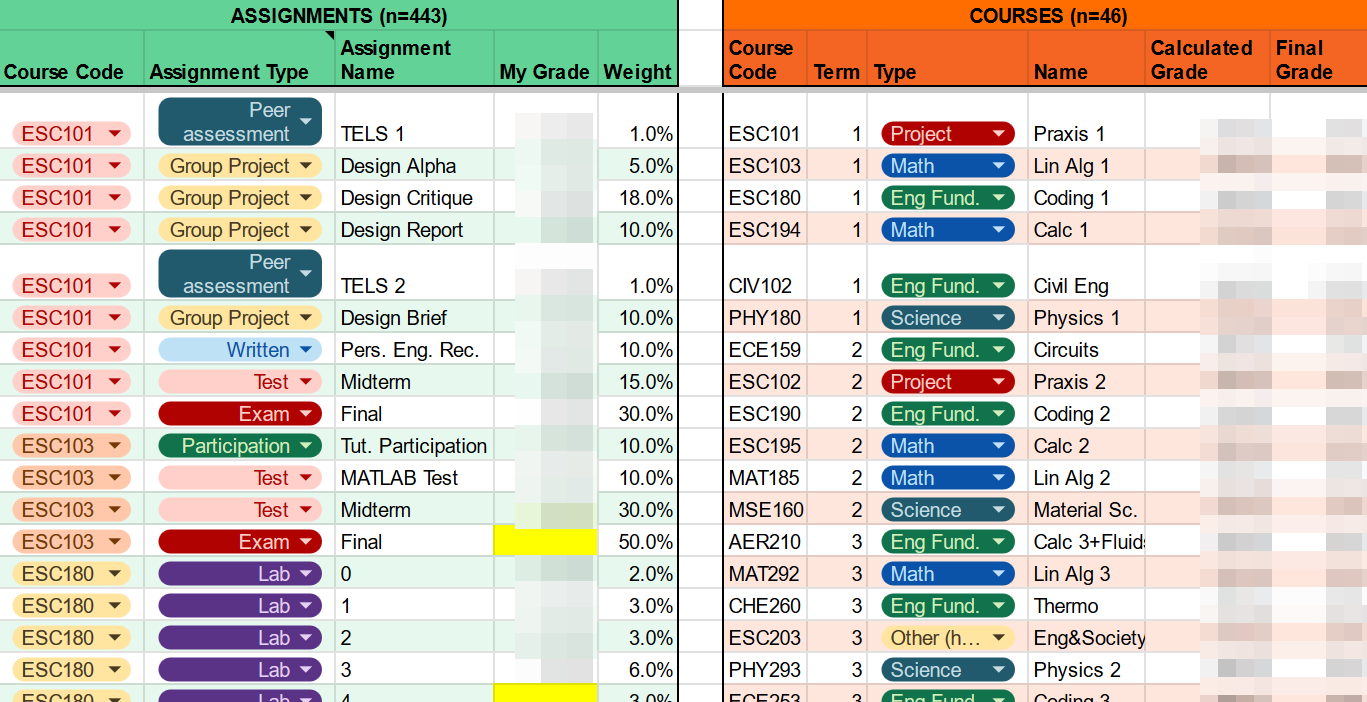 ASSIGNMENTS (n=443)
Course Code Assignment Type Assignment Name My Grade Weight
ESC101 Peer assessment TELS 1 1.0%
ESC101 Group Project Design Alpha 5.0%
ESC101 Group Project Design Critique 18.0%
ESC101 Group Project Design Report 10.0%
ESC101 Peer assessment TELS 2 1.0%
ESC101 Group Project Design Brief 10.0%
ESC101 Written Pers. Eng. Rec. 10.0%
ESC101 Test Midterm 15.0%
ESC101 Exam Final 30.0%
ESC103 Participation Tut. Participation 10.0%
ESC103 Test MATLAB Test 10.0%
ESC103 Test Midterm 30.0%
ESC103 Exam Final 50.0%
ESC180 Lab 0 2.0%
ESC180 Lab 1 3.0%
ESC180 Lab 2 3.0%
ESC180 Lab 3 6.0%
ESC180 Lab 4 3.0%
COURSES (n=46)
Course Code Term Type Name Calculated Grade Final Grade
ESC101 1 Project Praxis 1
ESC103 1 Math Lin Alg 1
ESC180 1 Eng Fund. Coding 1
ESC194 1 Math Calc 1
CIV102 1 Eng Fund. Civil Eng
PHY180 1 Science Physics 1
ECE159 2 Eng Fund. Circuits
ESC102 2 Project Praxis 2
ESC190 2 Eng Fund. Coding 2
ESC195 2 Math Calc 2
MAT185 2 Math Lin Alg 2
MSE160 2 Science Material Sc.
AER210 3 Eng Fund. Calc 3+Fluids
MAT292 3 Math Lin Alg 3
CHE260 3 Eng Fund. Thermo
ESC203 3 Other (h... Eng&Society
PHY293 3 Science Physics 2
ECE253 3 Eng Fund. Coding 3